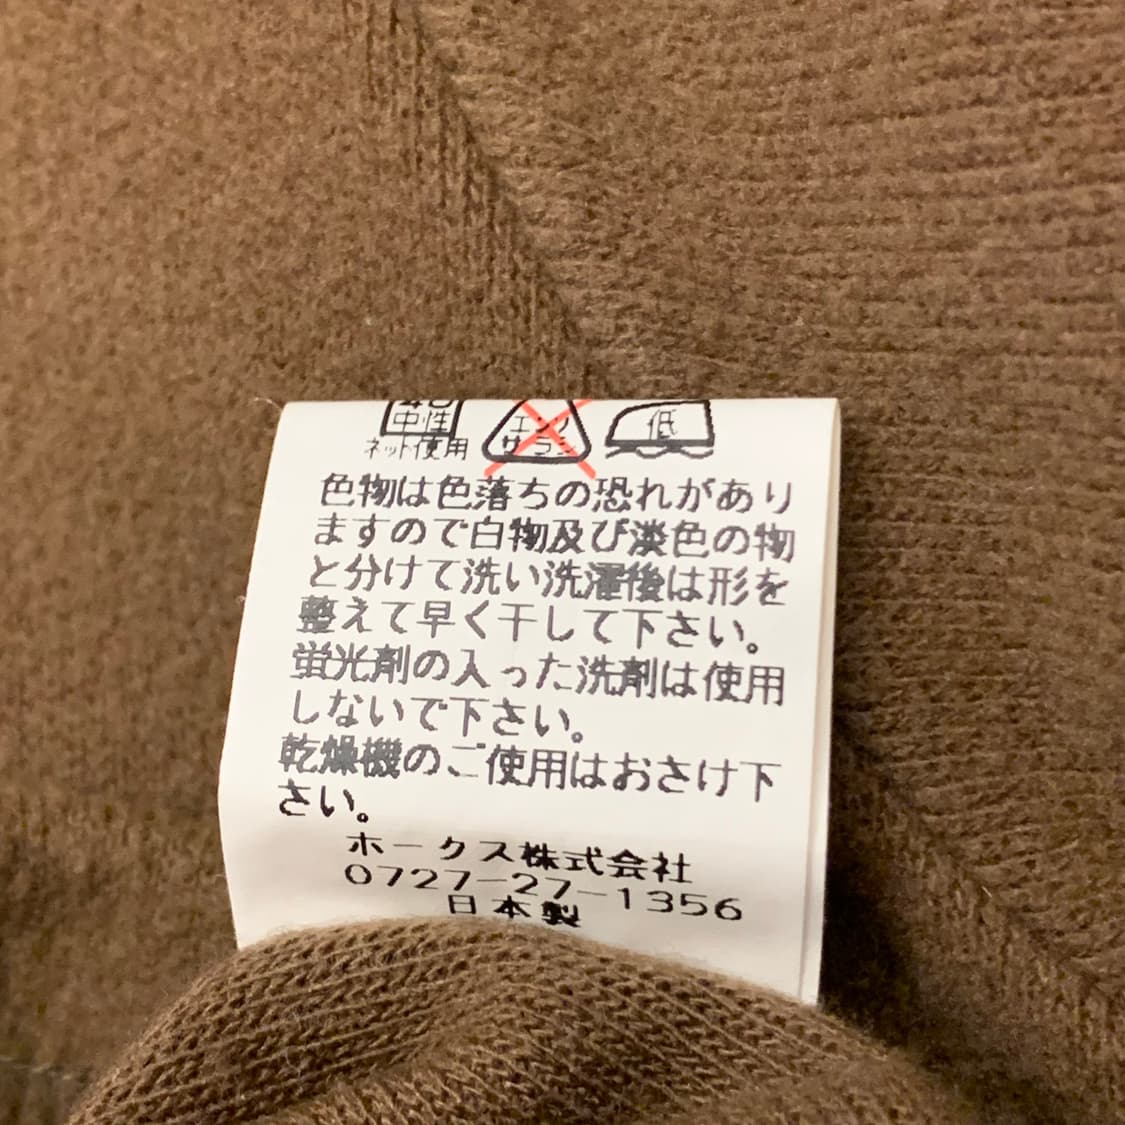 40
中性
ネット使用
エンソ
サラシ
低
色物は色落ちの恐れがあり
ますので白物及び淡色の物
と分けて洗い洗濯後は形を
整えて早く干して下さい。
蛍光剤の入った洗剤は使用
しないで下さい。
乾燥機のご使用はおさけ下
さい。
ホークス株式会社
0727-27-1356
日本製